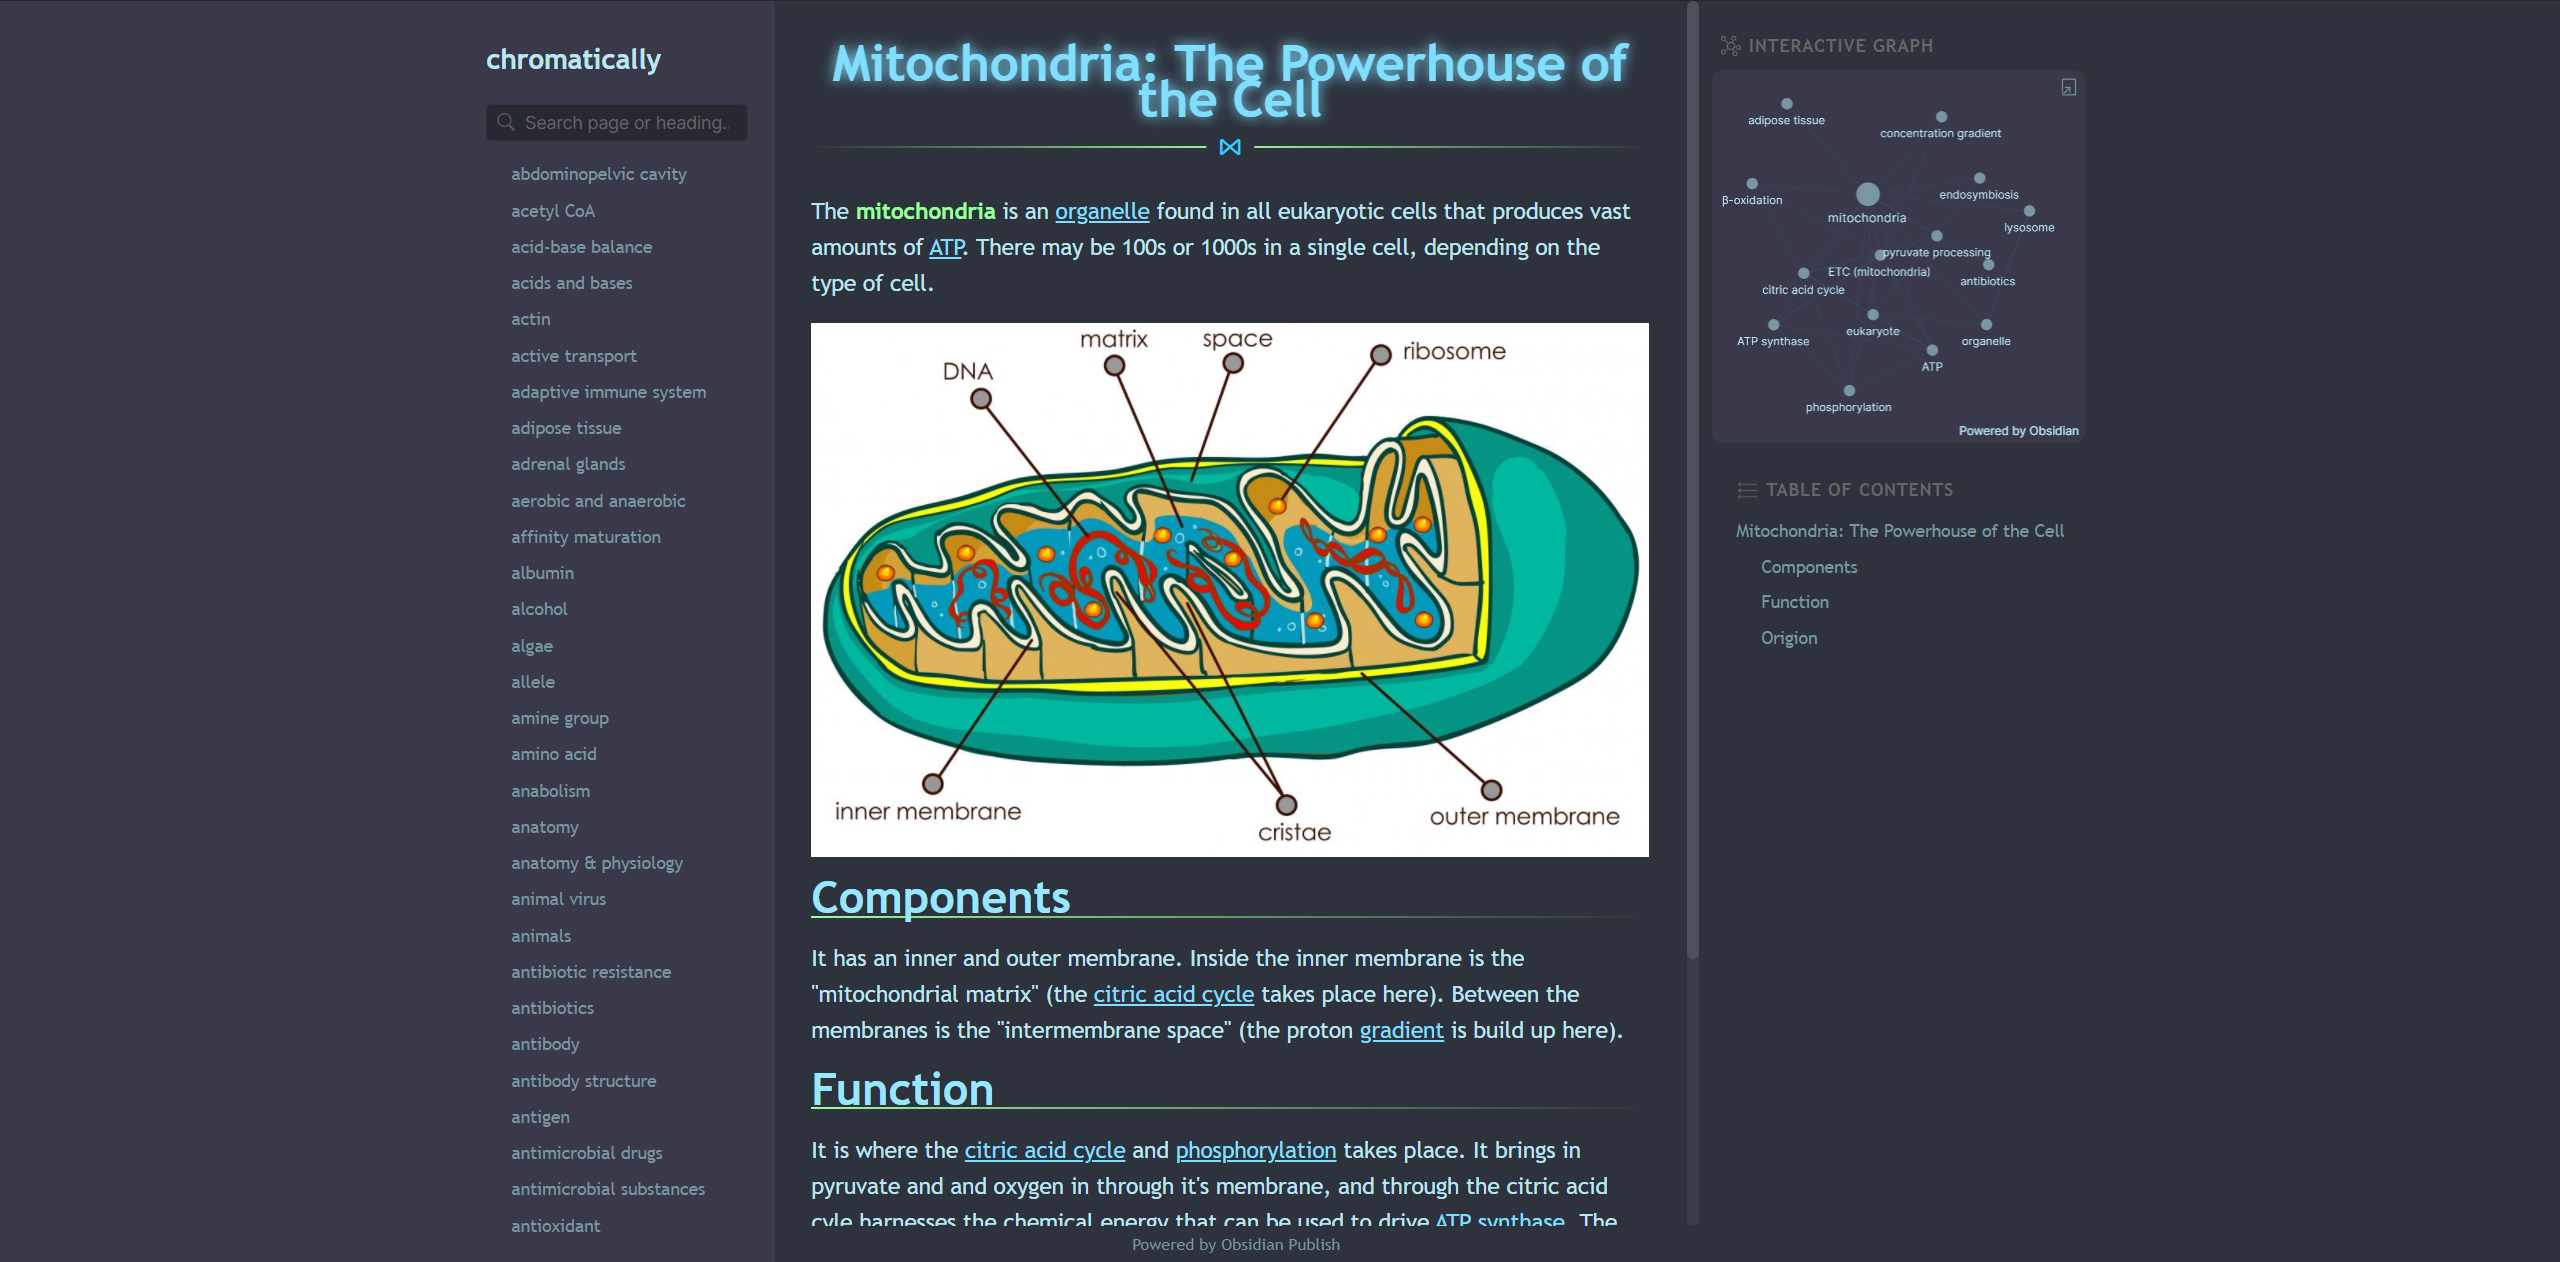 chromatically
Search page or heading..
abdominopelvic cavity
acetyl CoA
acid-base balance
acids and bases
actin
active transport
adaptive immune system
adipose tissue
adrenal glands
aerobic and anaerobic
affinity maturation
albumin
alcohol
algae
allele
amine group
amino acid
anabolism
anatomy
anatomy & physiology
animal virus
animals
antibiotic resistance
antibiotics
antibody
antibody structure
antigen
antimicrobial drugs
antimicrobial substances
antioxidant
Mitochondria: The Powerhouse of
the Cell
The mitochondria is an organelle found in all eukaryotic cells that produces vast
amounts of ATP. There may be 100s or 1000s in a single cell, depending on the
type of cell.
matrix
space
ribosome
DNA
inner membrane
cristae
outer membrane
Components
It has an inner and outer membrane. Inside the inner membrane is the
"mitochondrial matrix" (the citric acid cycle takes place here). Between the
membranes is the "intermembrane space" (the proton gradient is build up here).
Function
It is where the citric acid cycle and phosphorylation takes place. It brings in
pyruvate and and oxygen in through it's membrane, and through the citric acid
cyle harnesses the chemical energy that can be used to drive ATP synthase. The
Powered by Obsidian Publish
INTERACTIVE GRAPH
adipose tissue
concentration gradient
β-oxidation
endosymbiosis
mitochondria
lysosome
pyruvate processing
ETC (mitochondria)
antibiotics
citric acid cycle
eukaryote
ATP synthase
organelle
ATP
phosphorylation
Powered by Obsidian
TABLE OF CONTENTS
Mitochondria: The Powerhouse of the Cell
Components
Function
Origion